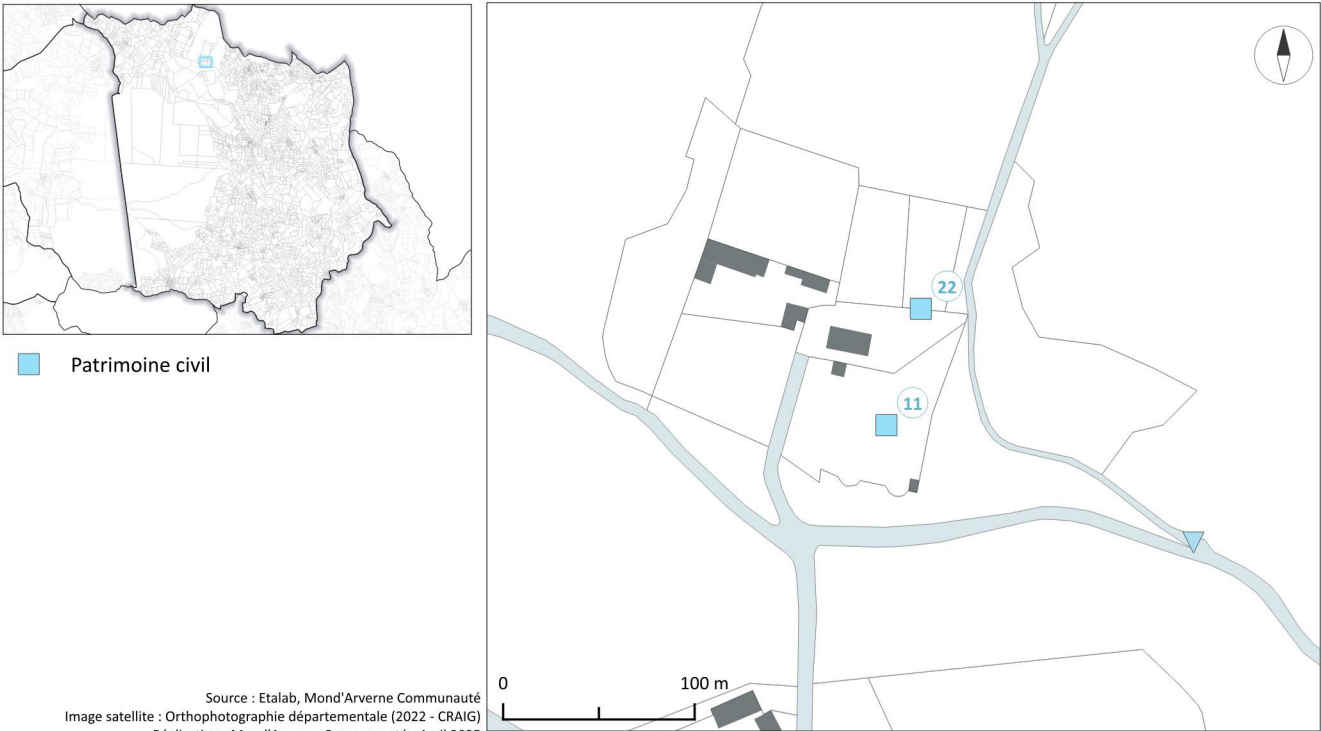 22
Patrimoine civil
11
0 100 m
Source : Etalab, Mond'Arverne Communauté
Image satellite : Orthophotographie départementale (2022 - CRAIG)